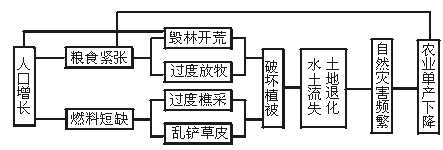 人口增长
粮食紧张
燃料短缺
毁林开荒
过度放牧
过度樵采
乱铲草皮
破坏植被
水土流失
土地退化
自然灾害频繁
农业单产下降